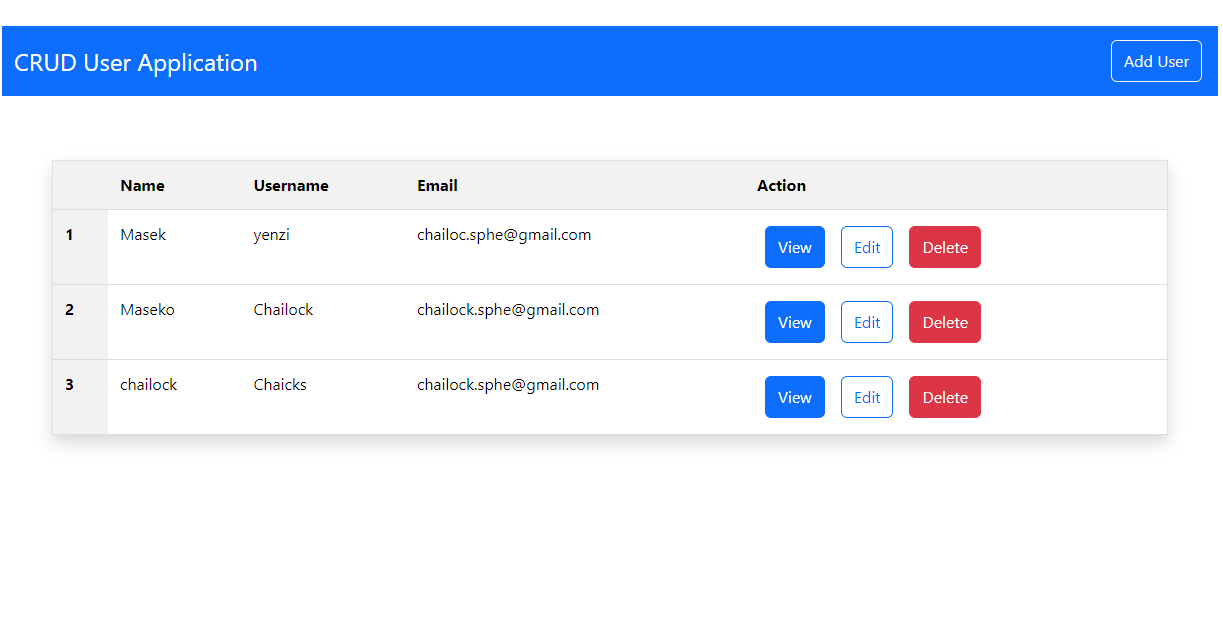 CRUD User Application Add User
Name Username Email Action
1 Masek yenzi chailoc.sphe@gmail.com View Edit Delete
2 Maseko Chailock chailock.sphe@gmail.com View Edit Delete
3 chailock Chaicks chailock.sphe@gmail.com View Edit Delete